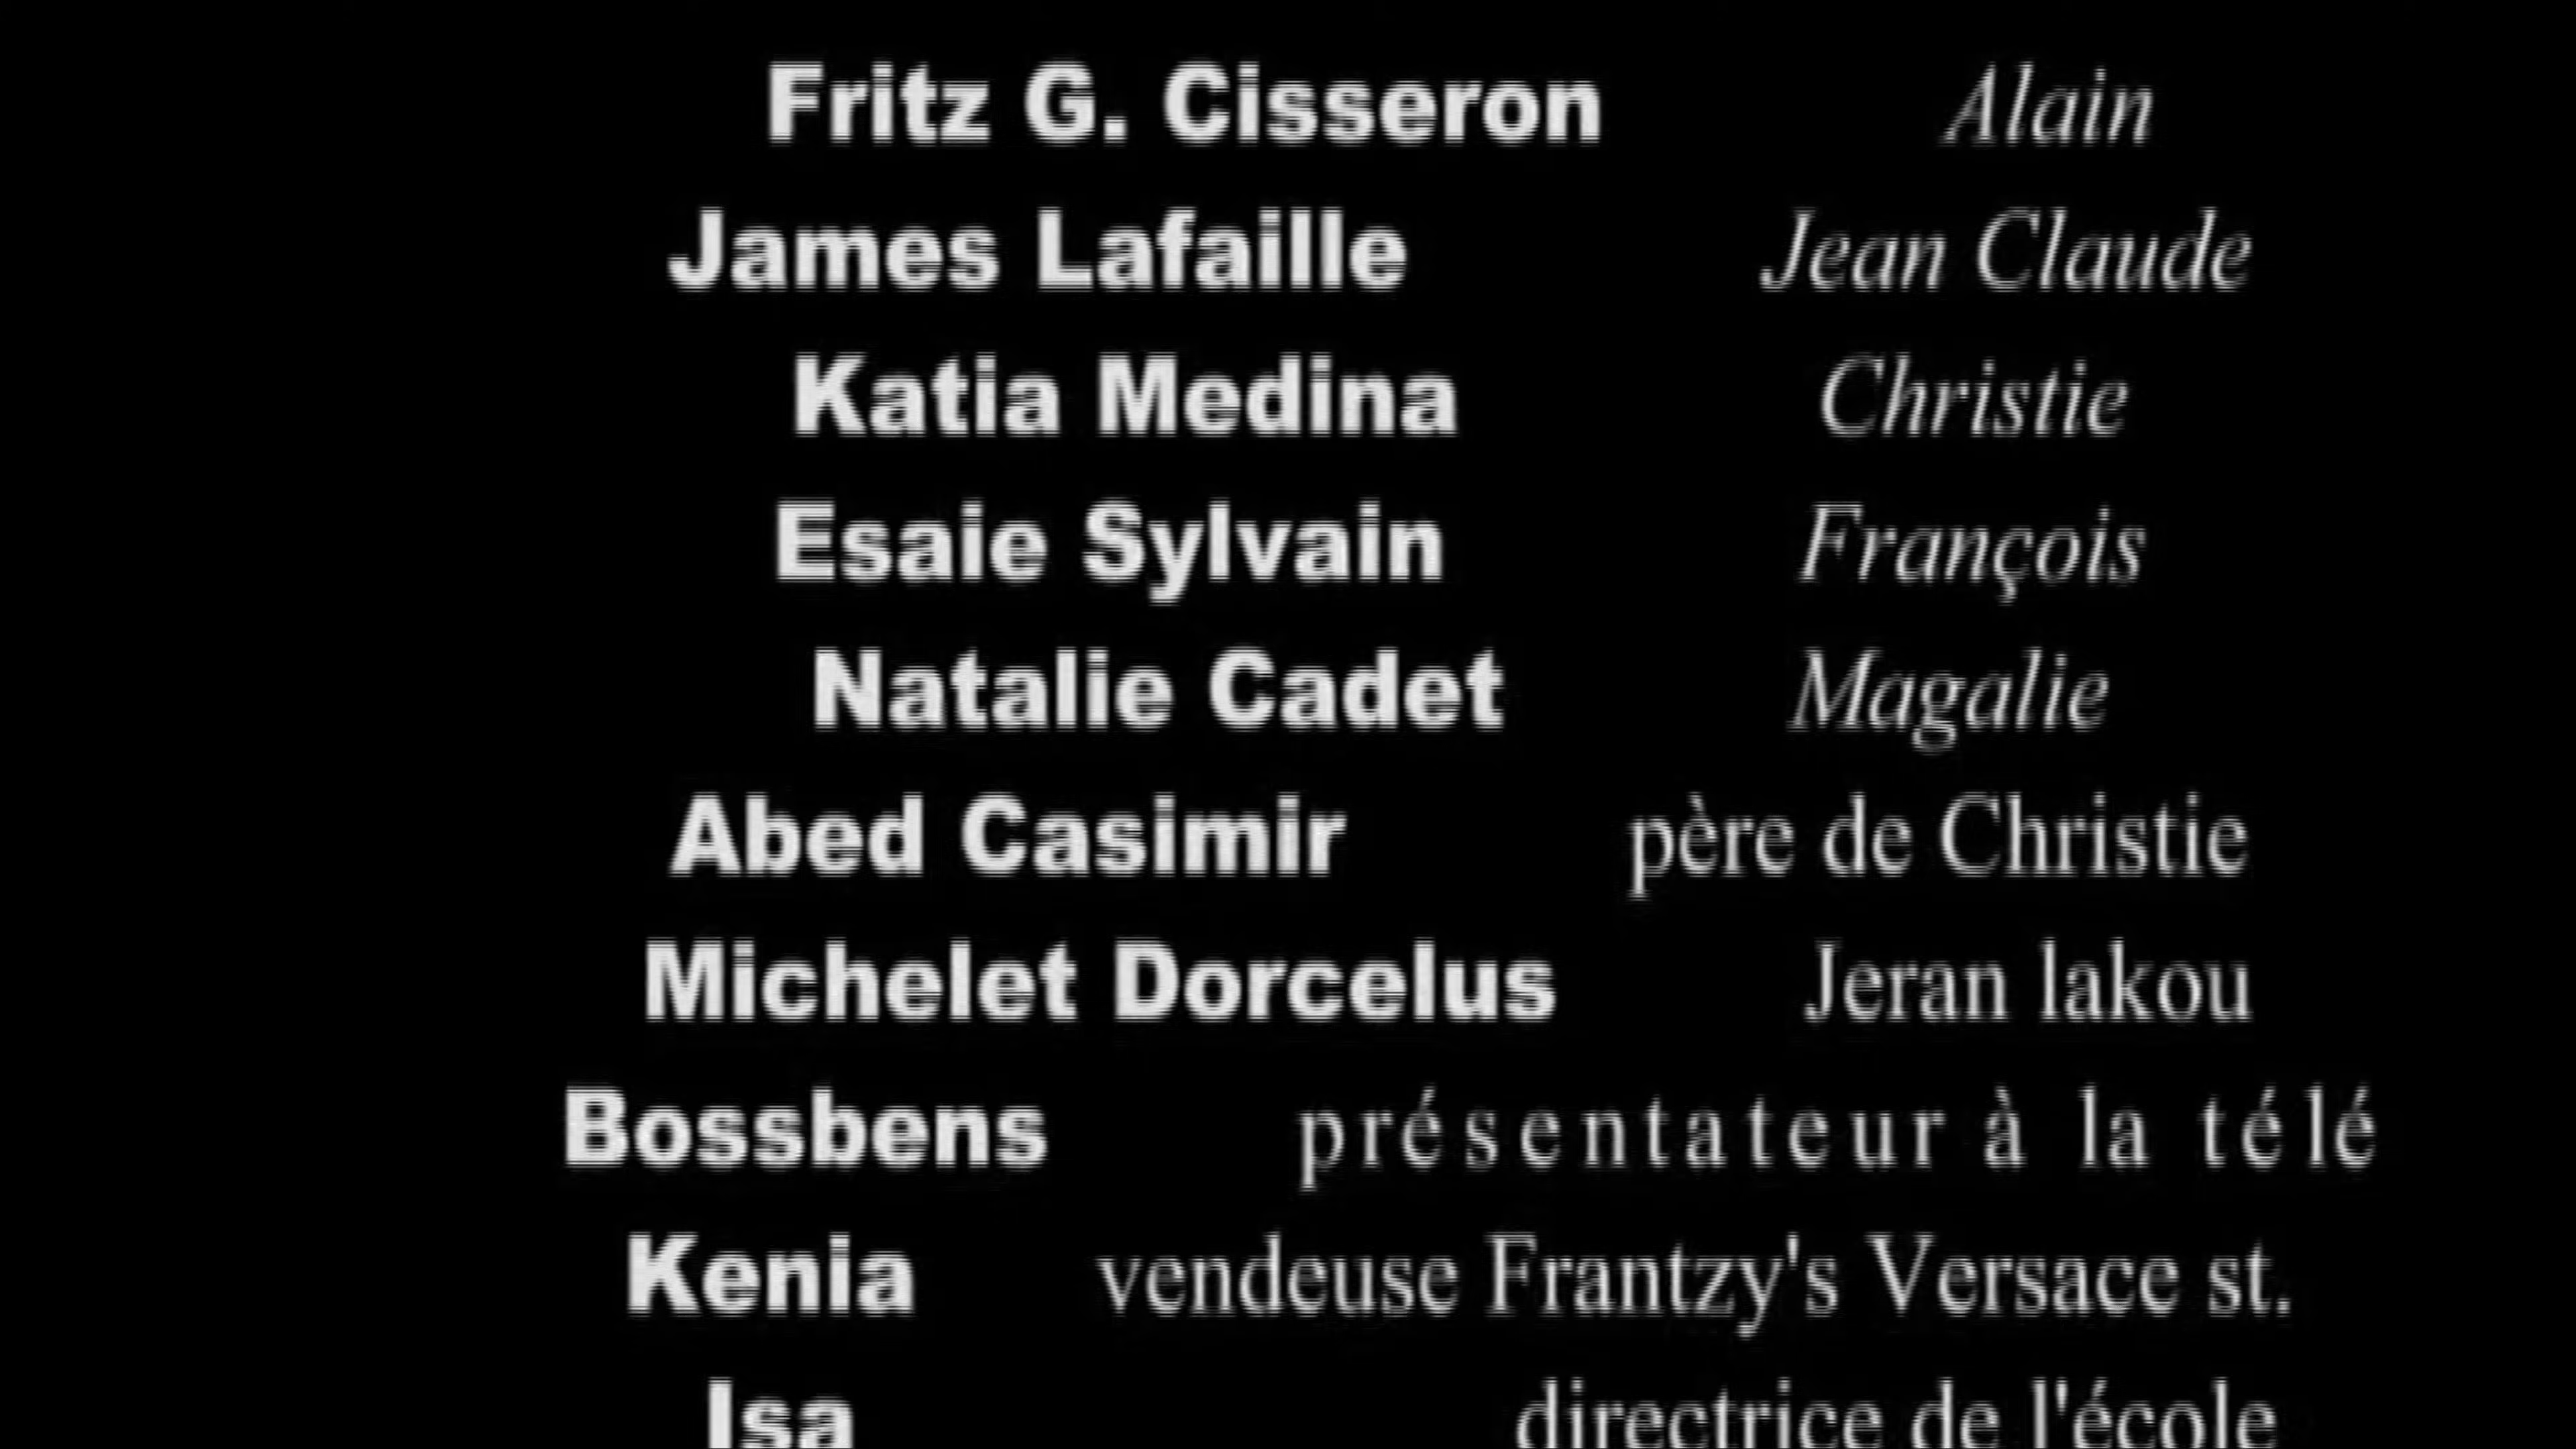 Fritz G. Cisseron Alain
James Lafaille Jean Claude
Katia Medina Christie
Esaie Sylvain François
Natalie Cadet Magalie
Abed Casimir père de Christie
Michelet Dorcelus Jeran lakou
Bossbens présentateur à la télé
Kenia vendeuse Frantzy's Versace st.
Isa directrice de l'école